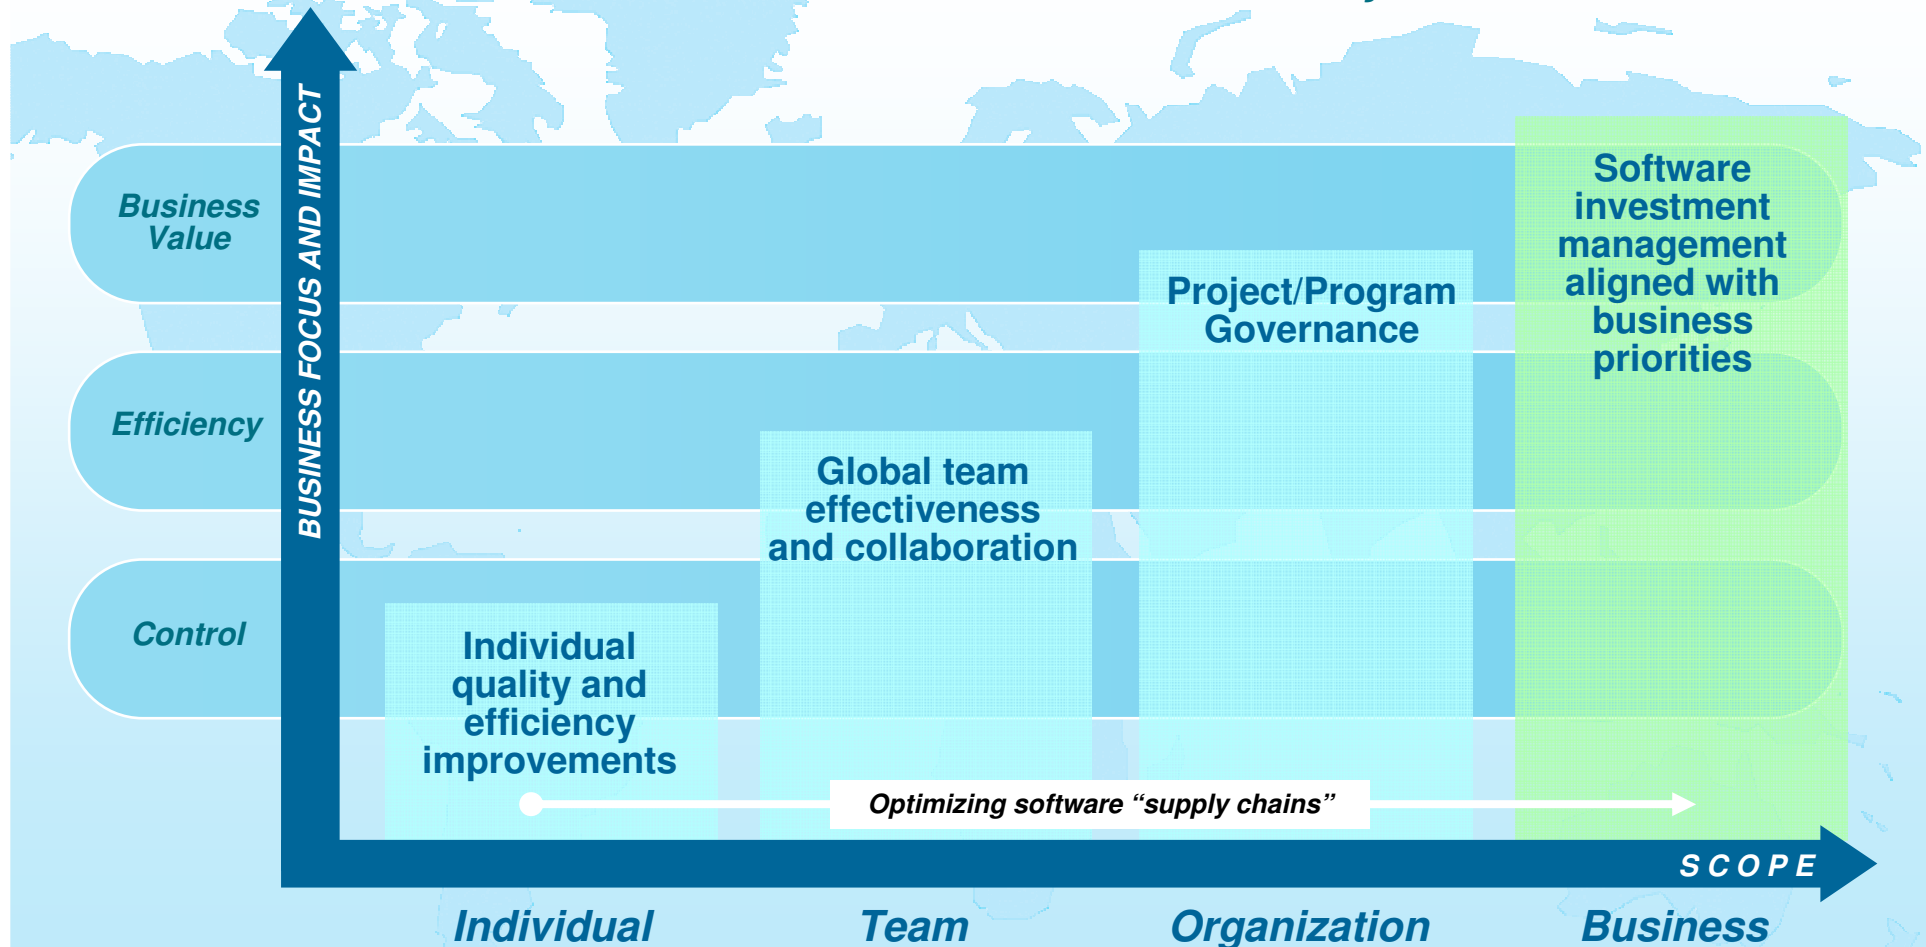 BUSINESS FOCUS AND IMPACT
Business
Value
Efficiency
Control
Individual
quality and
efficiency
improvements
Global team
effectiveness
and collaboration
Project/Program
Governance
Software
investment
management
aligned with
business
priorities
Optimizing software “supply chains”
SCOPE
Individual
Team
Organization
Business